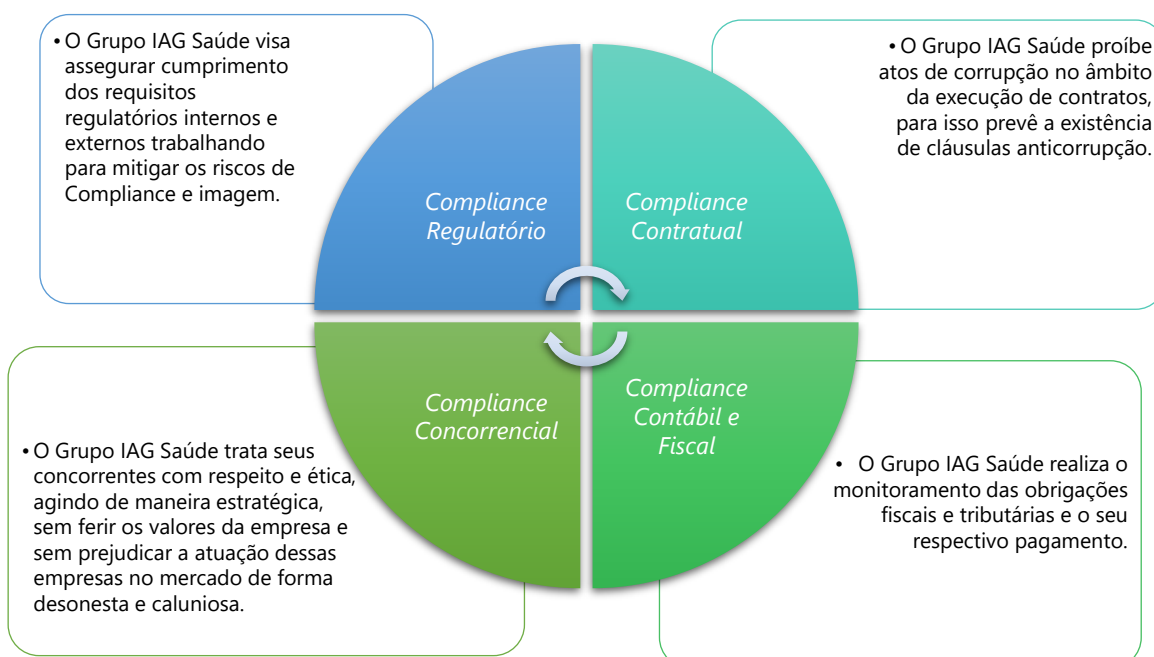 • O Grupo IAG Saúde visa
assegurar cumprimento
dos requisitos
regulatórios internos e
externos trabalhando
para mitigar os riscos de
Compliance e imagem.
• O Grupo IAG Saúde proíbe
atos de corrupção no âmbito
da execução de contratos,
para isso prevê a existência
de cláusulas anticorrupção.
Compliance
Regulatório
Compliance
Contratual
Compliance
Concorrencial
Compliance
Contábil e
Fiscal
• O Grupo IAG Saúde trata seus
concorrentes com respeito e ética,
agindo de maneira estratégica,
sem ferir os valores da empresa e
sem prejudicar a atuação dessas
empresas no mercado de forma
desonesta e caluniosa.
• O Grupo IAG Saúde realiza o
monitoramento das obrigações
fiscais e tributárias e o seu
respectivo pagamento.